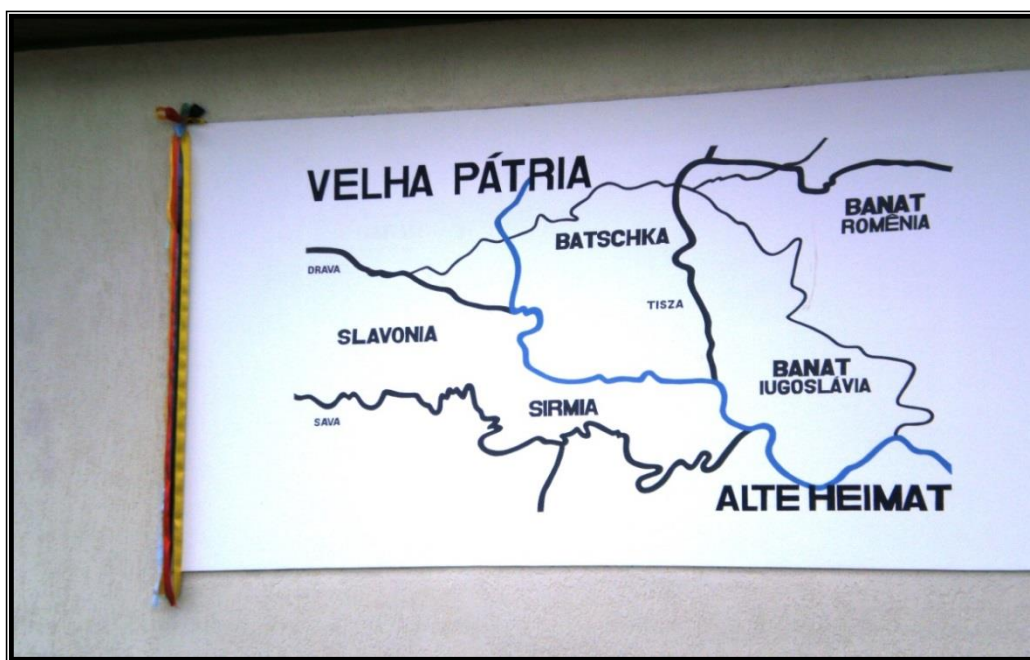 VELHA PÁTRIA
BANAT
ROMÊNIA
BATSCHKA
DRAVA
TISZA
SLAVONIA
BANAT
IUGOSLÁVIA
SIRMIA
SAVA
ALTE HEIMAT